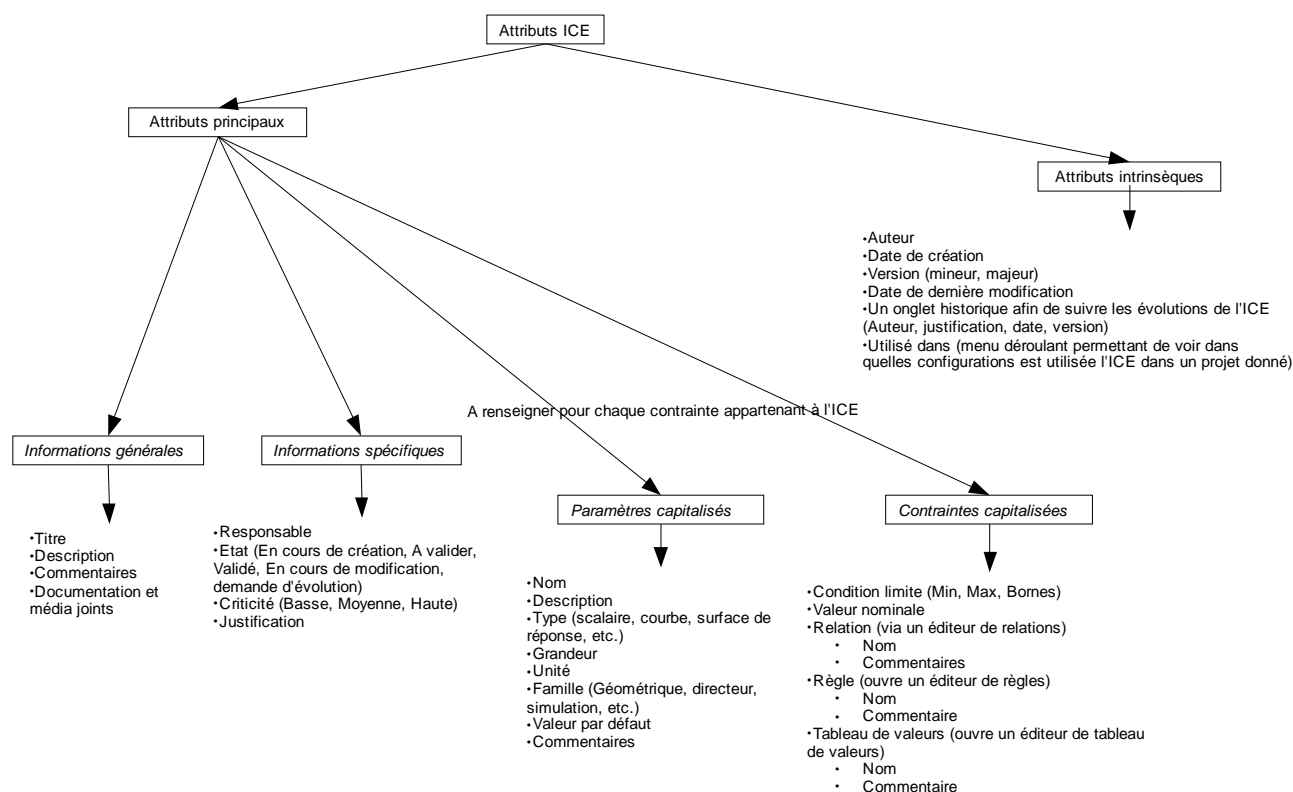 Attributs ICE
Attributs principaux
Attributs intrinsèques
•Auteur
•Date de création
•Version (mineur, majeur)
•Date de dernière modification
•Un onglet historique afin de suivre les évolutions de l'ICE
(Auteur, justification, date, version)
•Utilisé dans (menu déroulant permettant de voir dans
quelles configurations est utilisée l'ICE dans un projet donné)
A renseigner pour chaque contrainte appartenant à l'ICE
Informations générales
•Titre
•Description
•Commentaires
•Documentation et
média joints
Informations spécifiques
•Responsable
•Etat (En cours de création, A valider,
Validé, En cours de modification,
demande d'évolution)
•Criticité (Basse, Moyenne, Haute)
•Justification
Paramètres capitalisés
•Nom
•Description
•Type (scalaire, courbe, surface de
réponse, etc.)
•Grandeur
•Unité
•Famille (Géométrique, directeur,
simulation, etc.)
•Valeur par défaut
•Commentaires
Contraintes capitalisées
•Condition limite (Min, Max, Bornes)
•Valeur nominale
•Relation (via un éditeur de relations)
• Nom
• Commentaires
•Règle (ouvre un éditeur de règles)
• Nom
• Commentaire
•Tableau de valeurs (ouvre un éditeur de tableau
de valeurs)
• Nom
• Commentaire